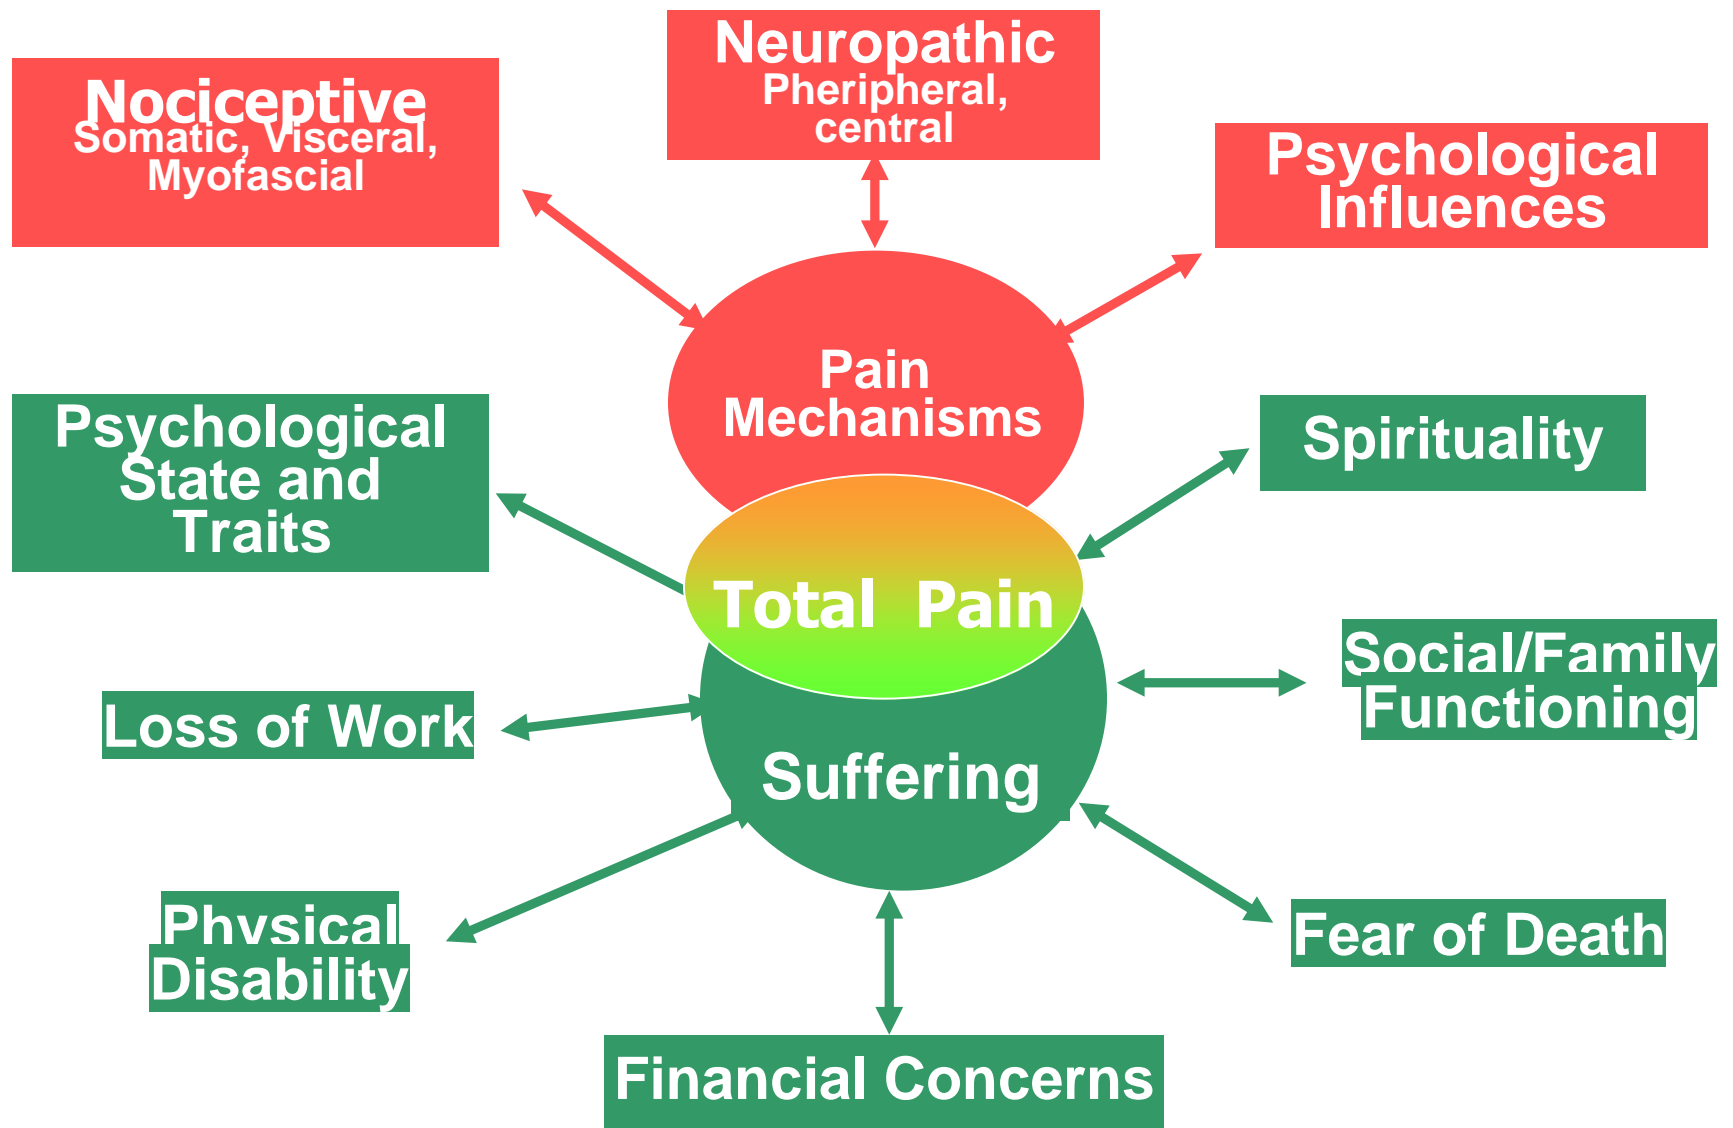 Neuropathic
Pheripheral,
central
Nociceptive
Somatic, Visceral,
Myofascial
Psychological
Influences
Pain
Mechanisms
Psychological
State and
Traits
Spirituality
Total Pain
Social/Family
Functioning
Loss of Work
Suffering
Physical
Disability
Fear of Death
Financial Concerns